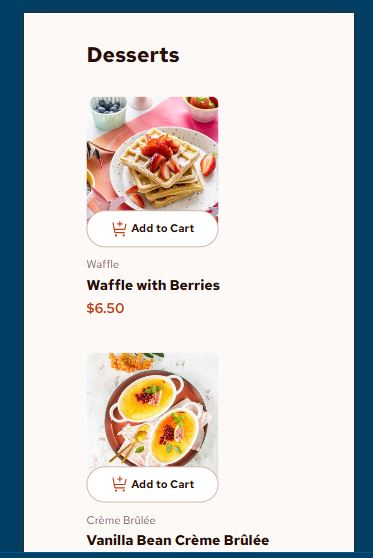 Desserts
Add to Cart
Waffle
Waffle with Berries
$6.50
Add to Cart
Crème Brûlée
Vanilla Bean Crème Brûlée